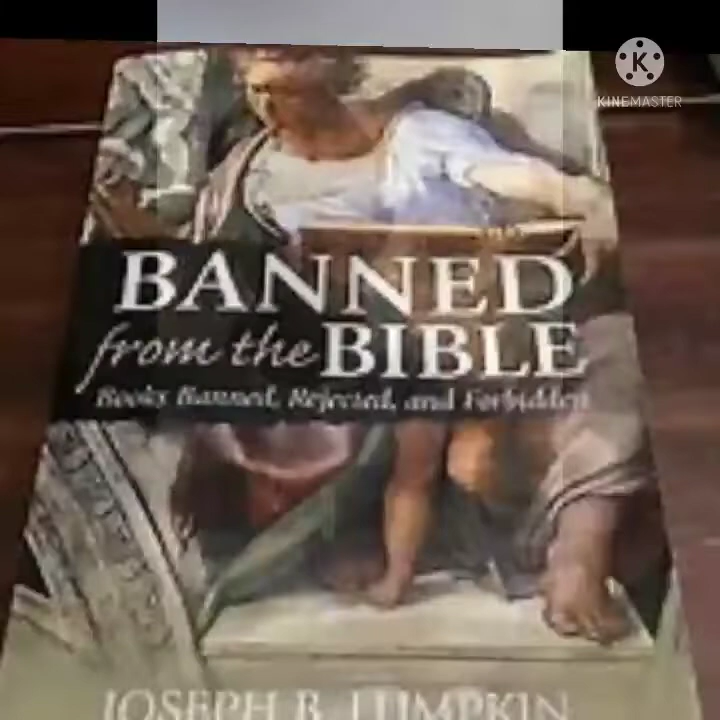 KINEMASTER
BANNED
from the BIBLE
Books Banned, Rejected, and Forbidden
JOSEPH B. LUMPKIN